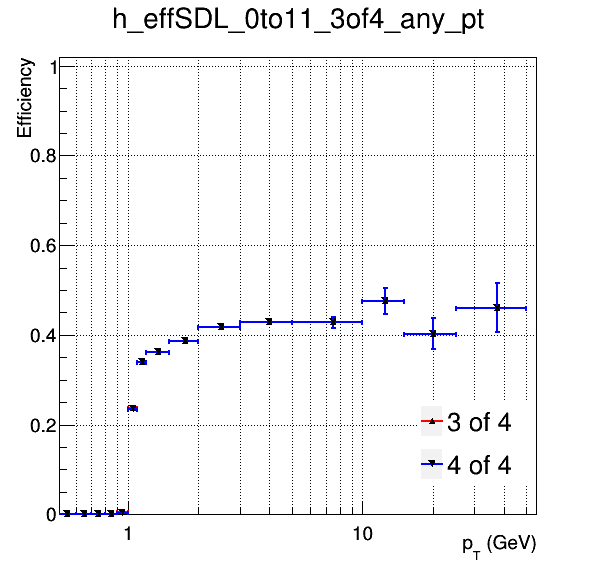 h_effSDL_0to11_3of4_any_pt
Efficiency
1
0.8
0.6
0.4
0.2
0
3 of 4
4 of 4
1
10
p_T (GeV)